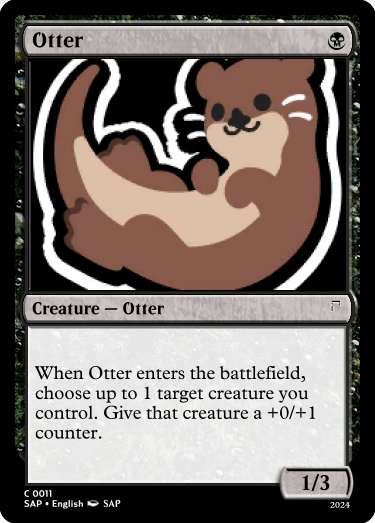 Otter
Creature — Otter
When Otter enters the battlefield,
choose up to 1 target creature you
control. Give that creature a +0/+1
counter.
1/3
C 0011
SAP • English SAP
2024